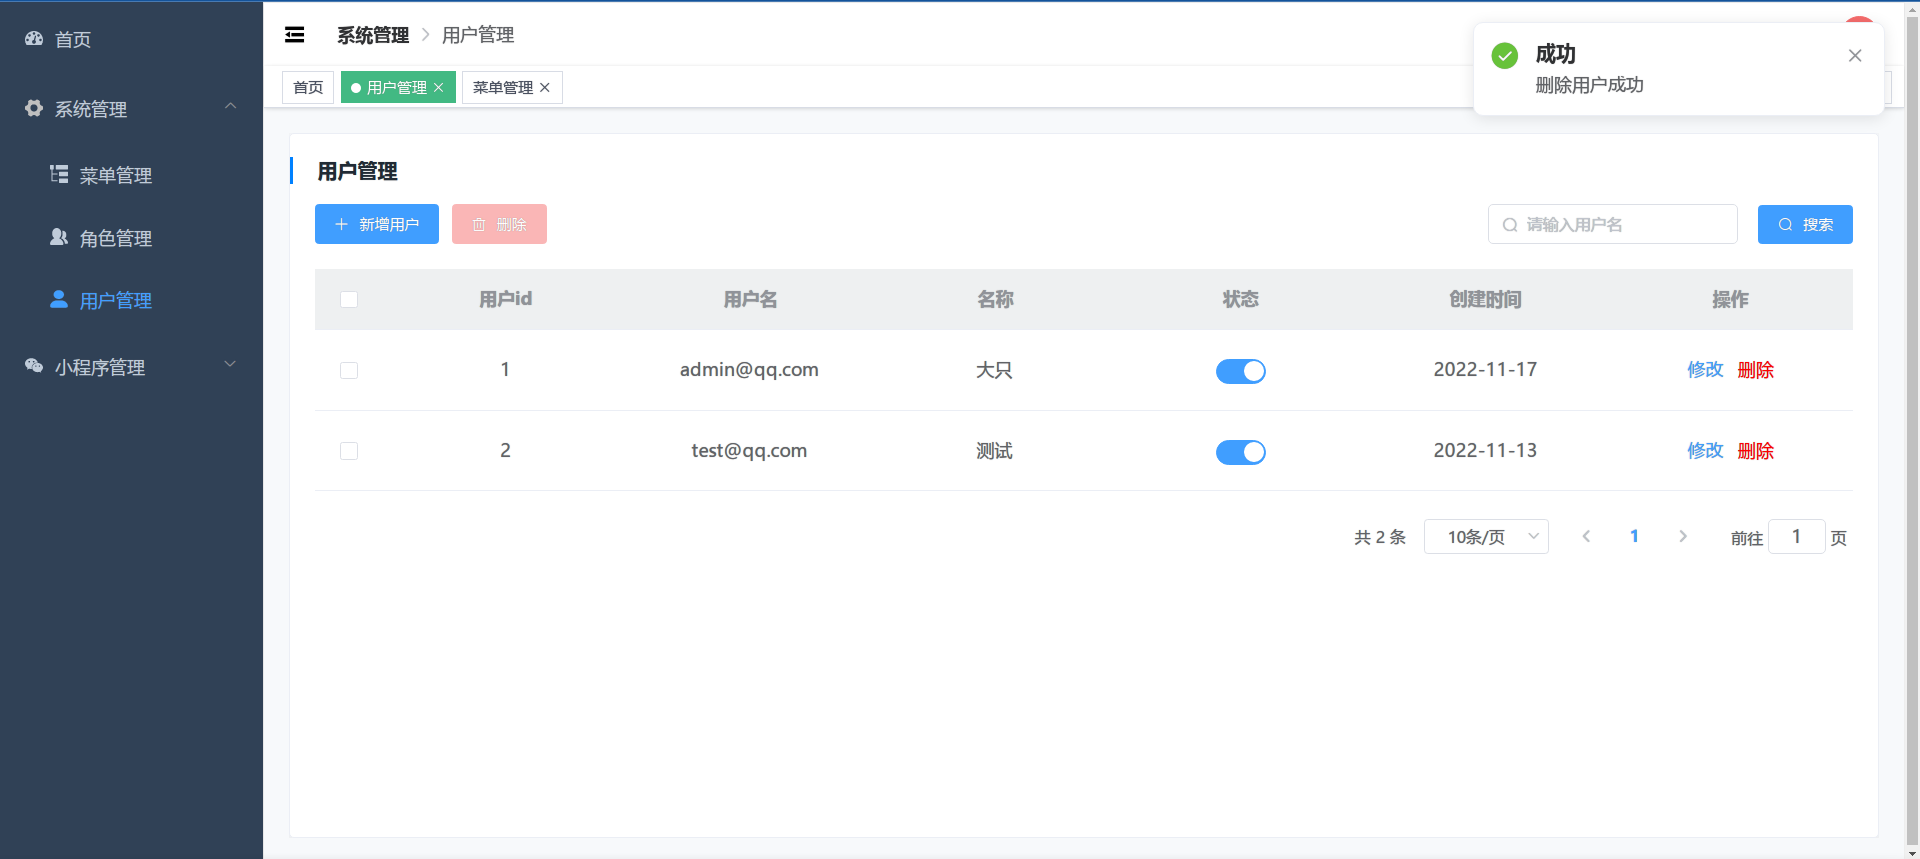 首页
系统管理
菜单管理
角色管理
用户管理
小程序管理
系统管理 用户管理
首页 用户管理 菜单管理
成功
删除用户成功
用户管理
新增用户 删除 请输入用户名 搜索
用户id 用户名 名称 状态 创建时间 操作
1 admin@qq.com 大只 2022-11-17 修改 删除
2 test@qq.com 测试 2022-11-13 修改 删除
共 2 条 10条/页 1 前往 1 页